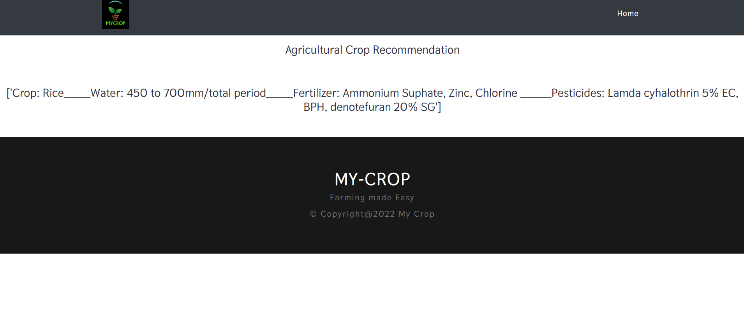 MYCROP
Home
Agricultural Crop Recommendation
['Crop: Rice_____Water: 450 to 700mm/total period_____Fertilizer: Ammonium Suphate, Zinc, Chlorine ______Pesticides: Lamda cyhalothrin 5% EC,
BPH, denotefuran 20% SG']
MY-CROP
Farming made Easy
© Copyright@2022 My Crop